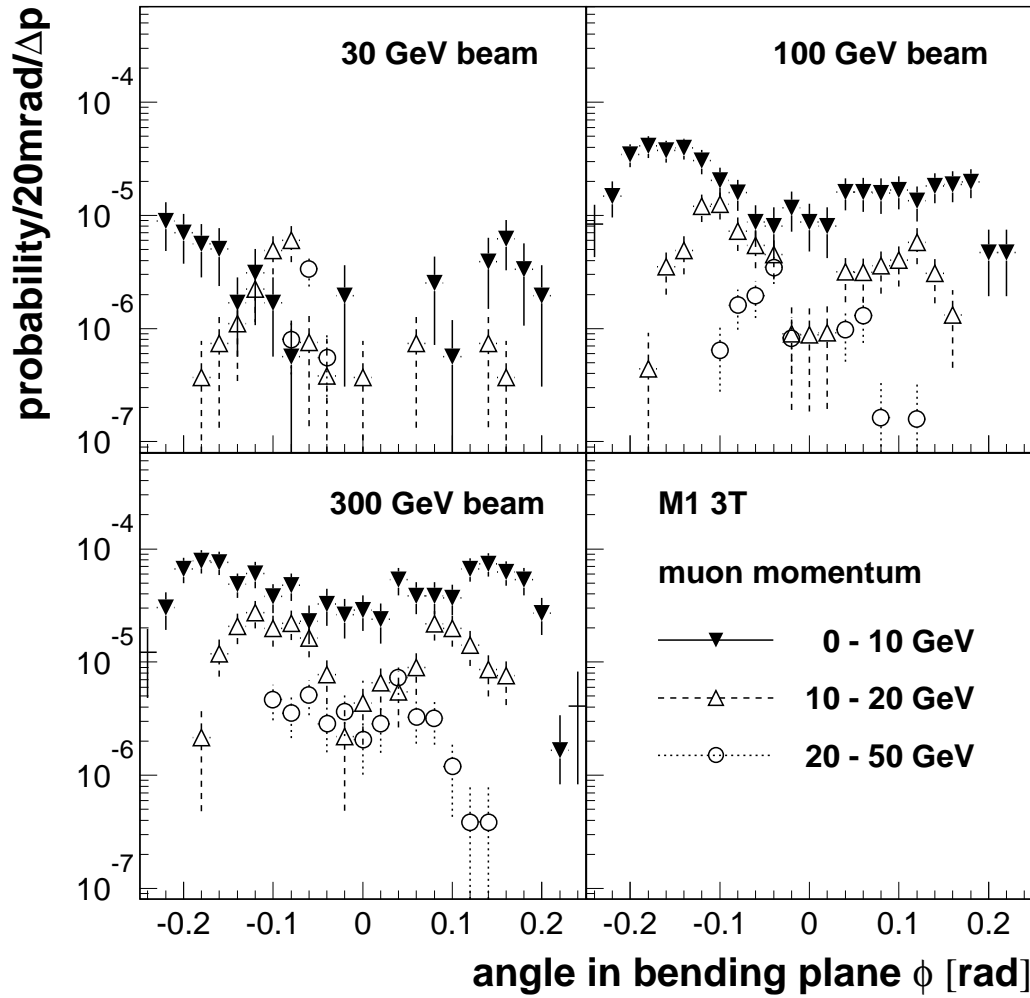 probability/20mrad/Δp
30 GeV beam
100 GeV beam
10 -4
10 -5
10 -6
10 -7
300 GeV beam
M1 3T
muon momentum
0 - 10 GeV
10 - 20 GeV
20 - 50 GeV
10 -4
10 -5
10 -6
10 -7
-0.2 -0.1 0 0.1 0.2
-0.2 -0.1 0 0.1 0.2
angle in bending plane ϕ [rad]